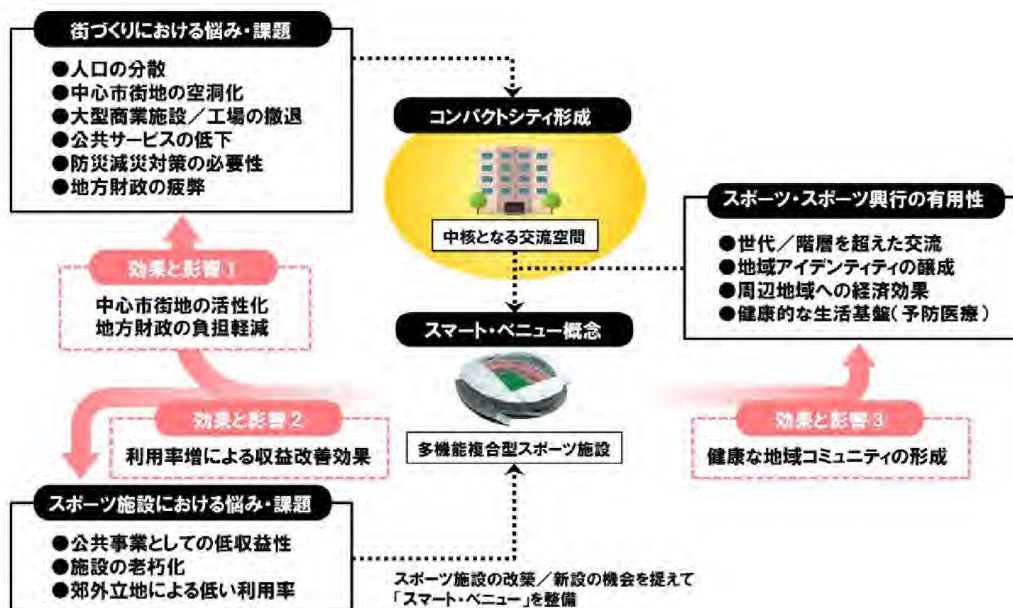 街づくりにおける悩み・課題
●人口の分散
●中心市街地の空洞化
●大型商業施設／工場の撤退
●公共サービスの低下
●防災減災対策の必要性
●地方財政の疲弊
コンパクトシティ形成
中核となる交流空間
スポーツ・スポーツ興行の有用性
●世代／階層を超えた交流
●地域アイデンティティの醸成
●周辺地域への経済効果
●健康的な生活基盤（予防医療）
効果と影響1
中心市街地の活性化
地方財政の負担軽減
スマート・ベニュー概念
多機能複合型スポーツ施設
効果と影響2
利用率増による収益改善効果
効果と影響3
健康な地域コミュニティの形成
スポーツ施設における悩み・課題
●公共事業としての低収益性
●施設の老朽化
●郊外立地による低い利用率
スポーツ施設の改築／新設の機会を捉えて
「スマート・ベニュー」を整備